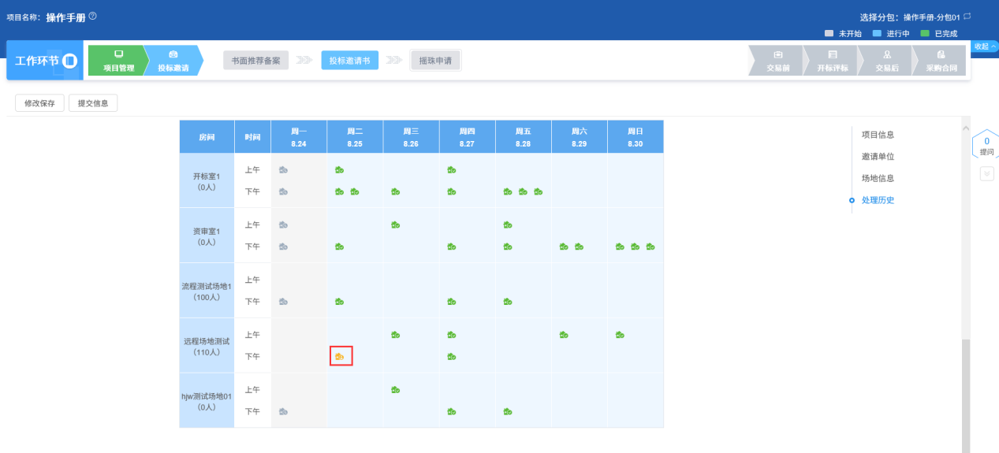 项目名称: 操作手册
选择分包: 操作手册-分包01
未开始 进行中 已完成
收起
工作环节
项目管理 投标邀请 书面推荐备案 投标邀请书 摇珠申请 交易前 开标评标 交易后 采购合同
修改保存 提交信息
房间 时间 周一 周二 周三 周四 周五 周六 周日
8.24 8.25 8.26 8.27 8.28 8.29 8.30
开标室1
(0人)
上午
下午
资审室1
(0人)
上午
下午
流程测试场地1
(100人)
上午
下午
远程场地测试
(110人)
上午
下午
hjw测试场地01
(0人)
上午
下午
项目信息
邀请单位
场地信息
处理历史
0
提问